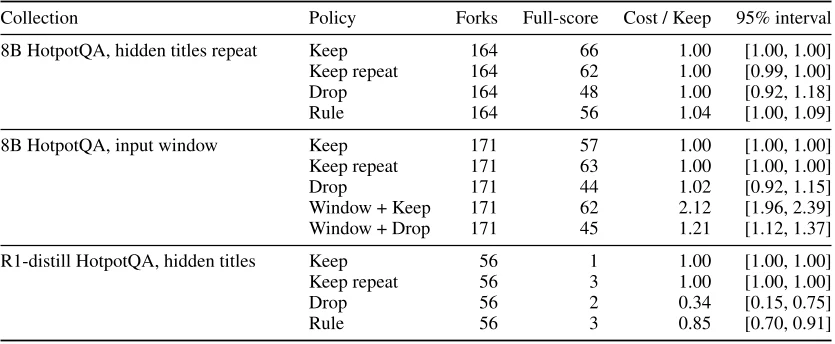 Collection Policy Forks Full-score Cost / Keep 95% interval
8B HotpotQA, hidden titles repeat Keep 164 66 1.00 [1.00, 1.00]
Keep repeat 164 62 1.00 [0.99, 1.00]
Drop 164 48 1.00 [0.92, 1.18]
Rule 164 56 1.04 [1.00, 1.09]
8B HotpotQA, input window Keep 171 57 1.00 [1.00, 1.00]
Keep repeat 171 63 1.00 [1.00, 1.00]
Drop 171 44 1.02 [0.92, 1.15]
Window + Keep 171 62 2.12 [1.96, 2.39]
Window + Drop 171 45 1.21 [1.12, 1.37]
R1-distill HotpotQA, hidden titles Keep 56 1 1.00 [1.00, 1.00]
Keep repeat 56 3 1.00 [1.00, 1.00]
Drop 56 2 0.34 [0.15, 0.75]
Rule 56 3 0.85 [0.70, 0.91]